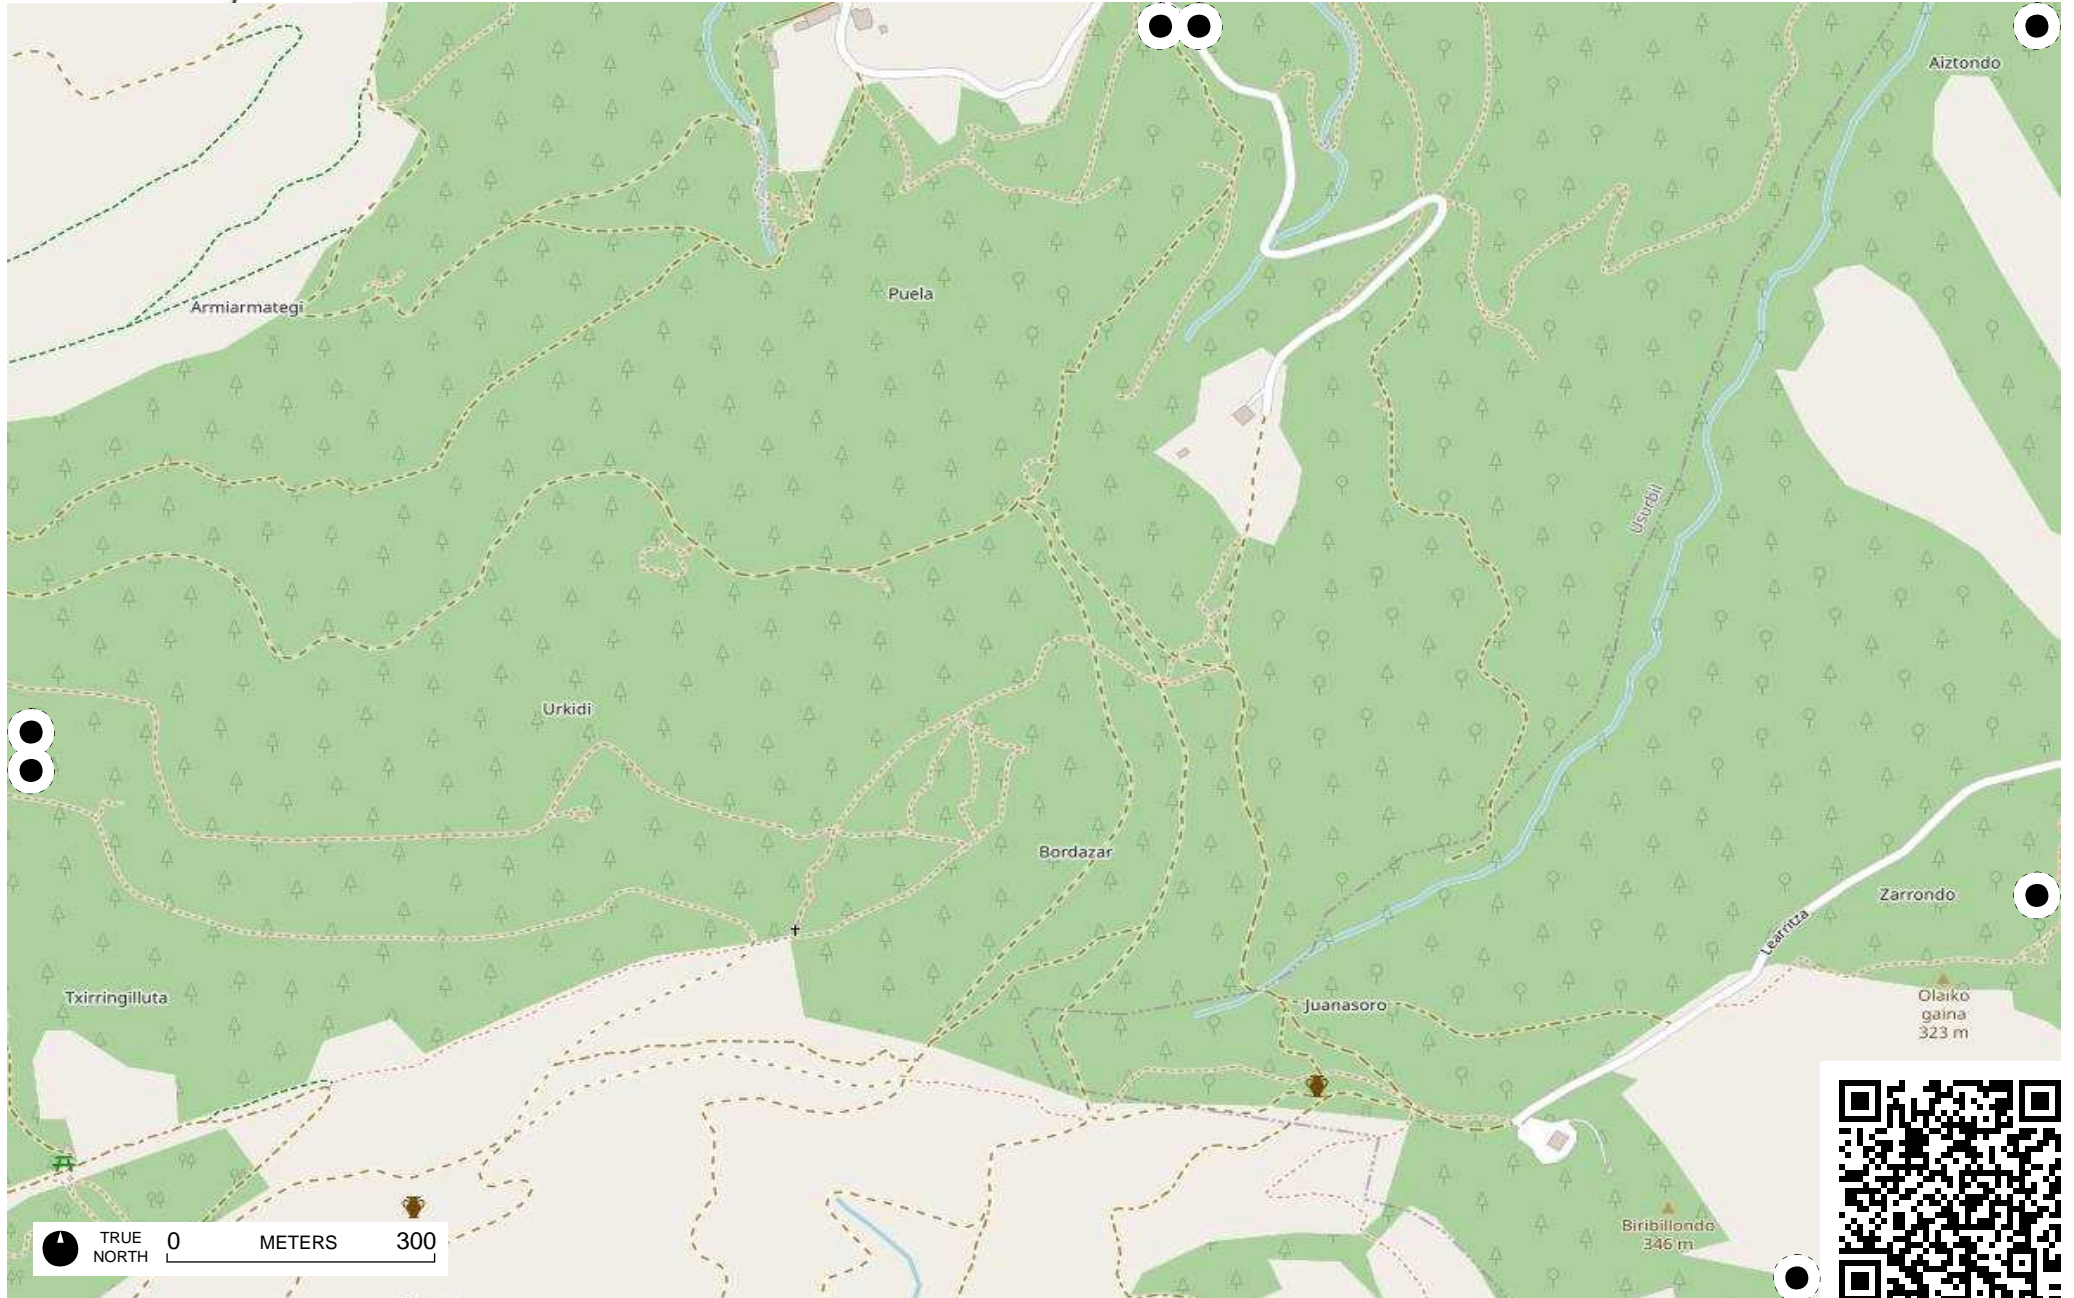 Aiztondo
Puela
Armiarmategi
Usurbil
Urkidi
Bordazar
Zarrondo
Learritza
Txirringilluta
Juanasoro
Olaiko
gaina
323 m
Biribillondo
346 m
TRUE
NORTH
0 METERS 300